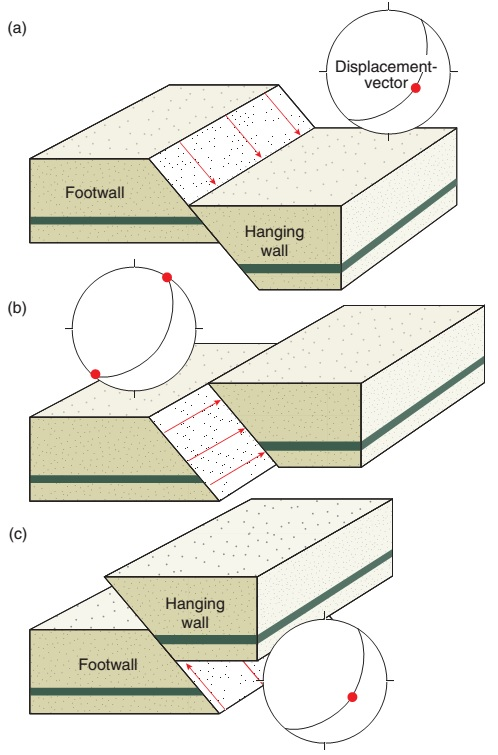 (a)
Displacement-
vector
Footwall
Hanging
wall
(b)
(c)
Hanging
wall
Footwall